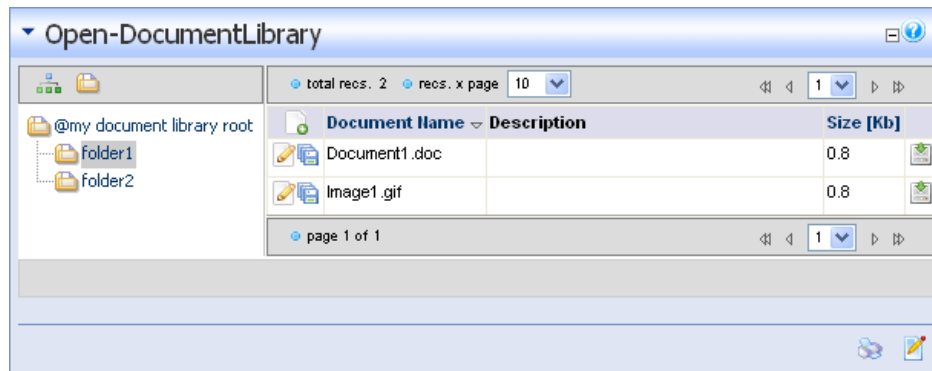 Open-DocumentLibrary
total recs. 2 recs. x page 10 1
@my document library root
folder1
folder2
Document Name Description Size [Kb]
Document1.doc 0.8
Image1.gif 0.8
page 1 of 1 1